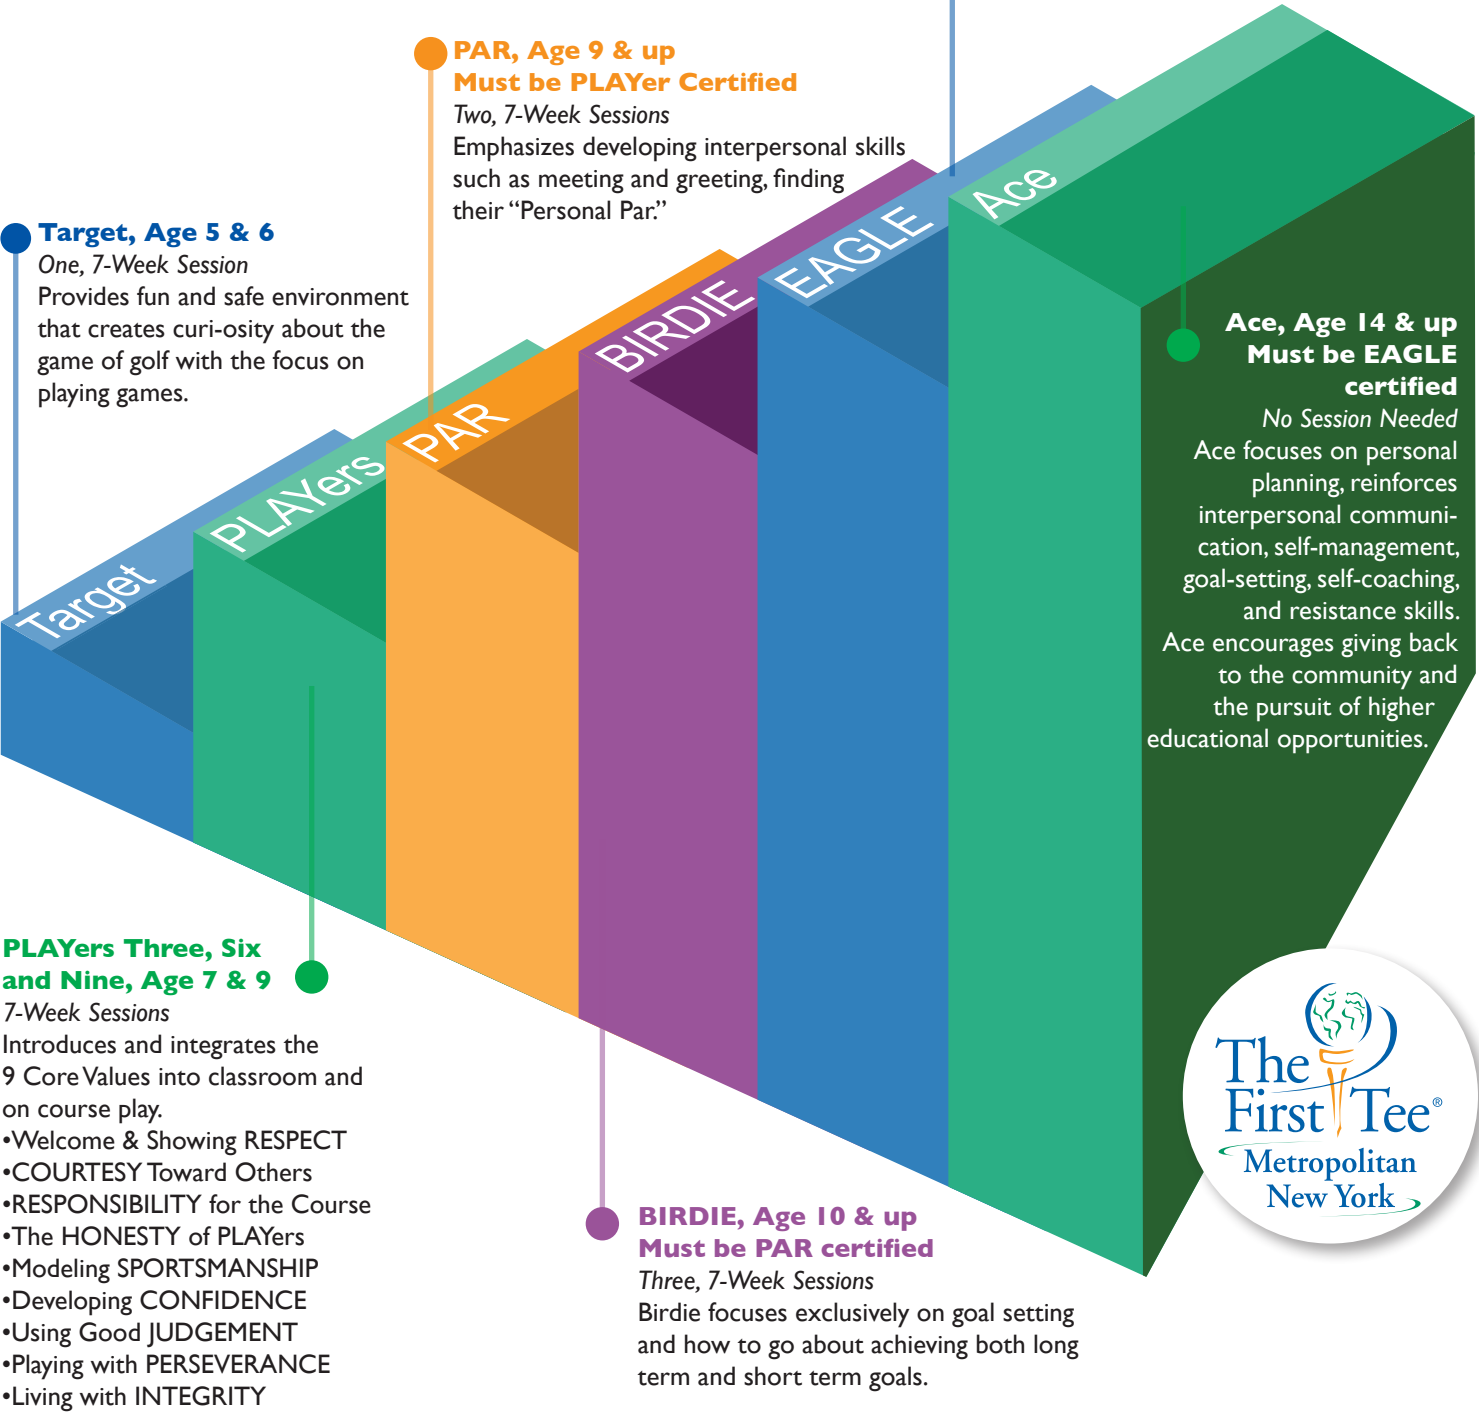 PAR, Age 9 & up
Must be PLAYer Certified
Two, 7-Week Sessions
Emphasizes developing interpersonal skills
such as meeting and greeting, finding
their “Personal Par.”
Target, Age 5 & 6
One, 7-Week Session
Provides fun and safe environment
that creates curi-osity about the
game of golf with the focus on
playing games.
Target
PLAYers
PAR
BIRDIE
EAGLE
Ace
Ace, Age 14 & up
Must be EAGLE
certified
No Session Needed
Ace focuses on personal
planning, reinforces
interpersonal communi-
cation, self-management,
goal-setting, self-coaching,
and resistance skills.
Ace encourages giving back
to the community and
the pursuit of higher
educational opportunities.
PLAYers Three, Six
and Nine, Age 7 & 9
7-Week Sessions
Introduces and integrates the
9 Core Values into classroom and
on course play.
•Welcome & Showing RESPECT
•COURTESY Toward Others
•RESPONSIBILITY for the Course
•The HONESTY of PLAYers
•Modeling SPORTSMANSHIP
•Developing CONFIDENCE
•Using Good JUDGEMENT
•Playing with PERSEVERANCE
•Living with INTEGRITY
BIRDIE, Age 10 & up
Must be PAR certified
Three, 7-Week Sessions
Birdie focuses exclusively on goal setting
and how to go about achieving both long
term and short term goals.
The
First Tee®
Metropolitan
New York